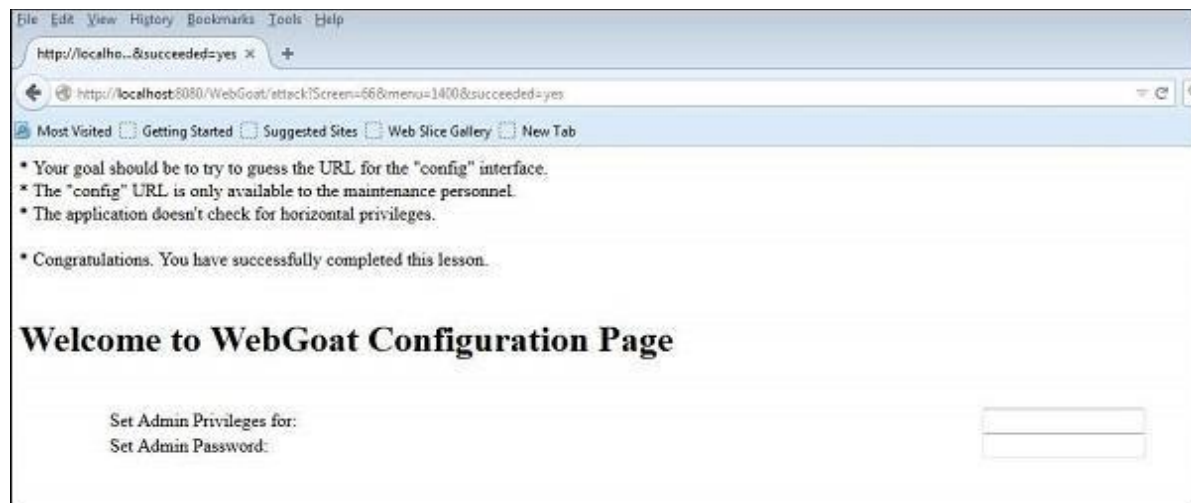 File Edit View History Bookmarks Tools Help
http://localho...&succeeded=yes × +
http://localhost:8080/WebGoat/attack?Screen=66&menu=1400&succeeded=yes
Most Visited Getting Started Suggested Sites Web Slice Gallery New Tab
* Your goal should be to try to guess the URL for the "config" interface.
* The "config" URL is only available to the maintenance personnel.
* The application doesn't check for horizontal privileges.
* Congratulations. You have successfully completed this lesson.
Welcome to WebGoat Configuration Page
Set Admin Privileges for:
Set Admin Password: